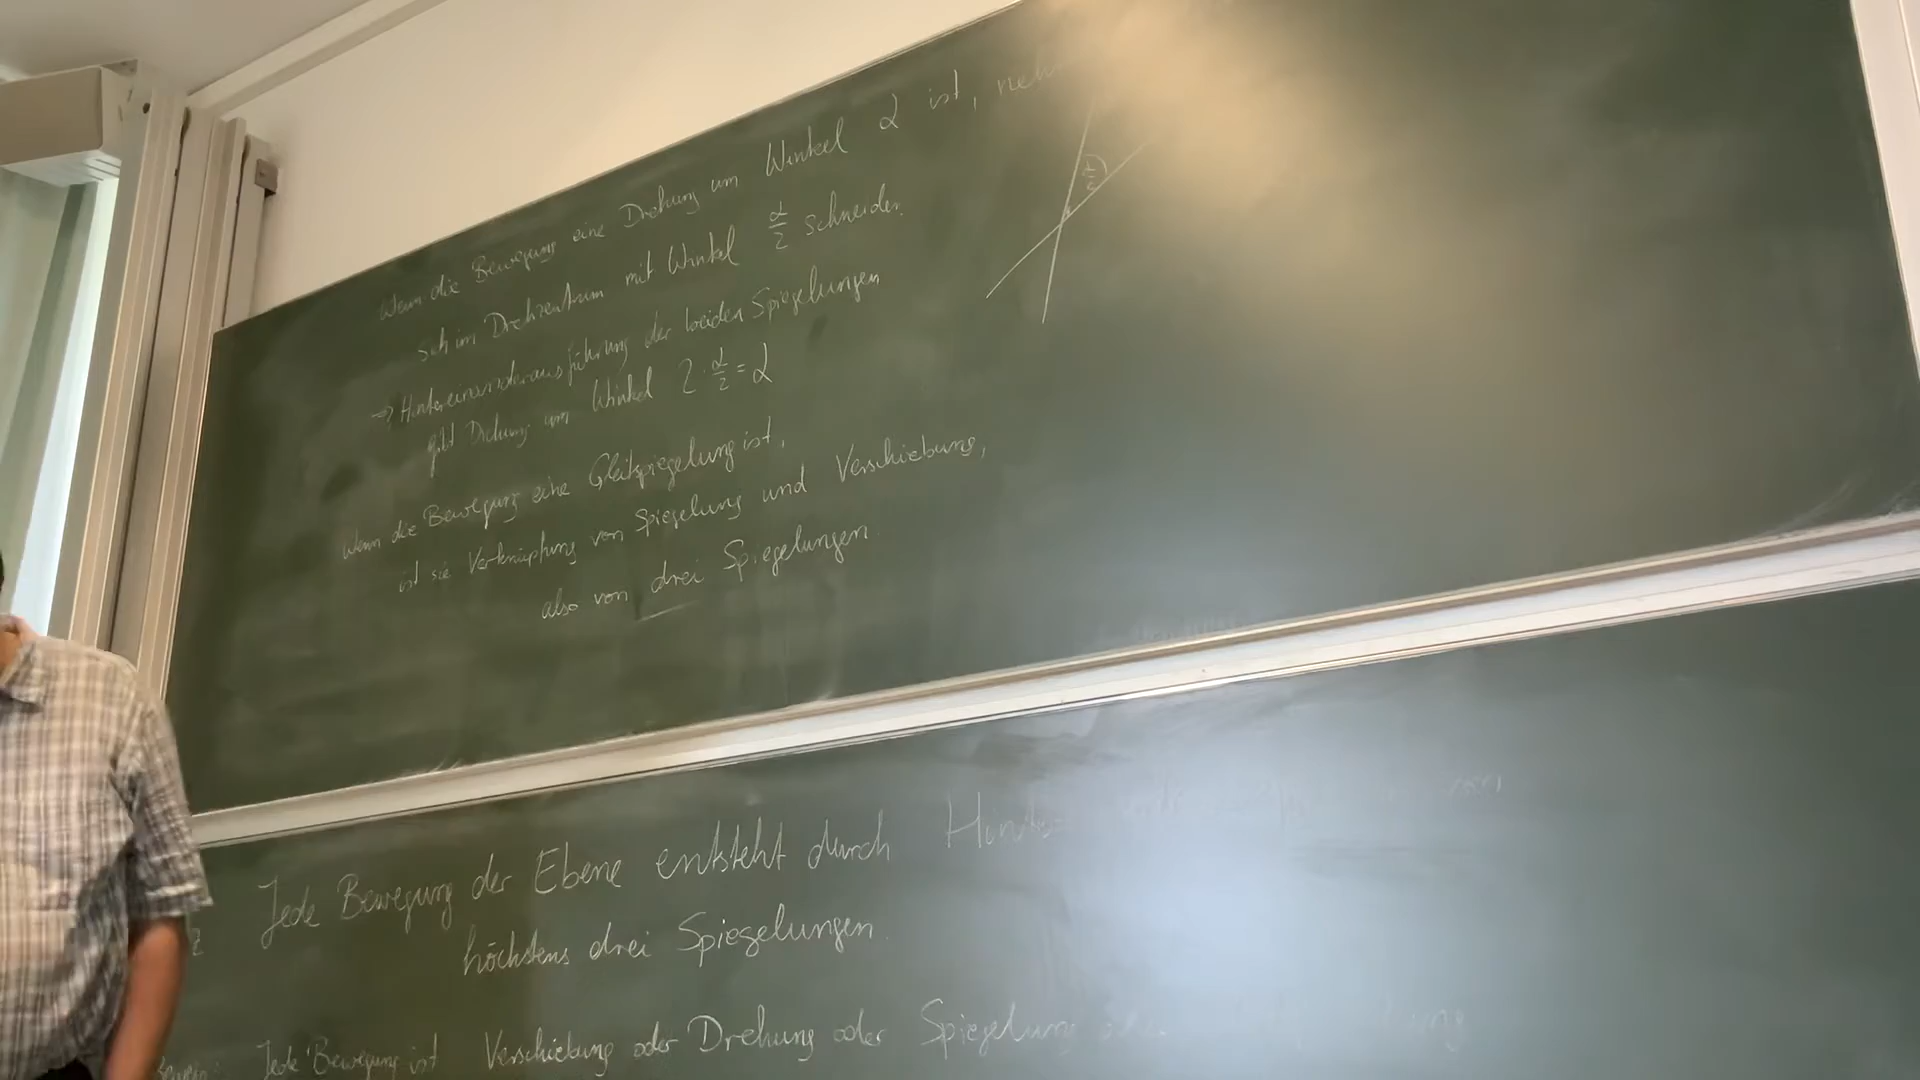 Wenn die Bewegung eine Drehung um Winkel α ist,
sich im Drehzentrum mit Winkel α/2 schneiden.
α/2
⇒ Hintereinanderausführung der beiden Spiegelungen
gibt Drehung um Winkel 2·α/2=α
Wenn die Bewegung eine Gleitspiegelung ist,
ist sie Verknüpfung von Spiegelung und Verschiebung,
also von drei Spiegelungen
Jede Bewegung der Ebene entsteht durch
höchstens drei Spiegelungen.
Beweis: Jede Bewegung ist Verschiebung oder Drehung oder Spiegelung